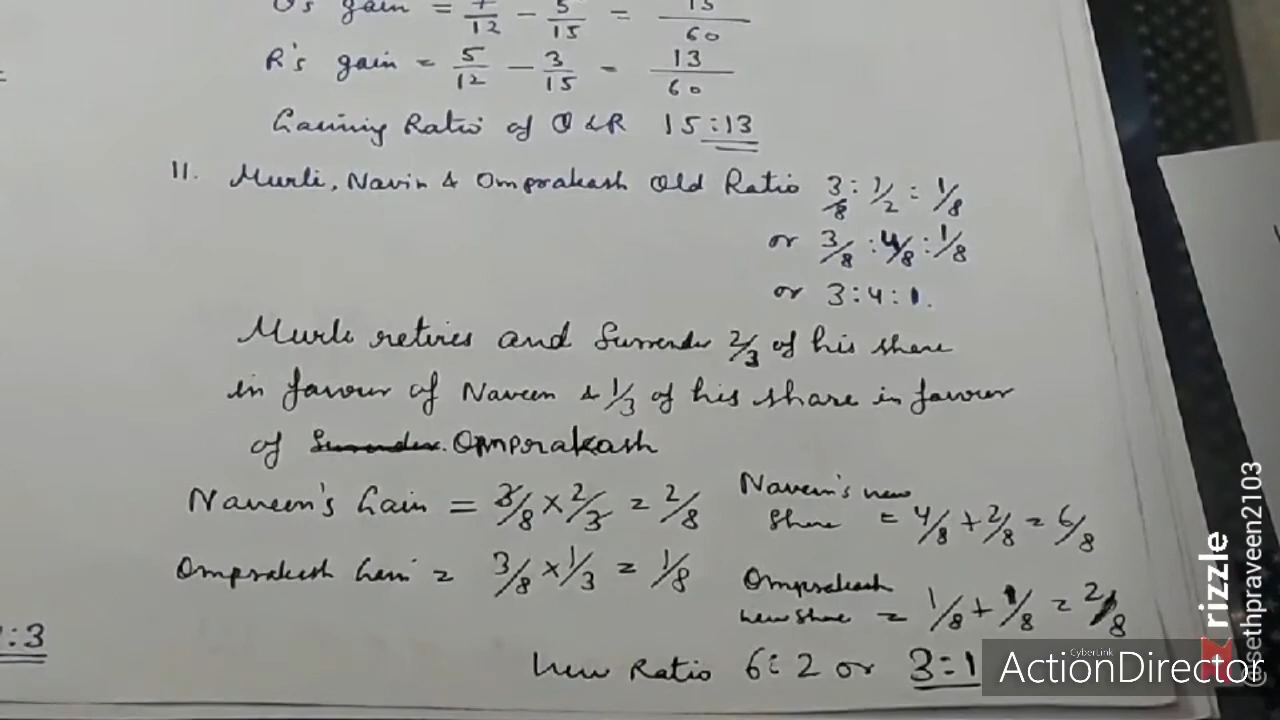 Q's gain = 7/12 - 5/15 = 15/60
R's gain = 5/12 - 3/15 = 13/60
Gaining Ratio of Q & R 15:13
11. Murli, Navin & Omprakash Old Ratio 3/8 : 1/2 : 1/8
or 3/8 : 4/8 : 1/8
or 3:4:1.
Murli retires and Surrender 2/3 of his share
in favour of Naveen & 1/3 of his share in favour
of Surrender. Omprakash
Naveen's Gain = 3/8 × 2/3 = 2/8
Naveen's new
Share = 4/8 + 2/8 = 6/8
Omprakash Gain = 3/8 × 1/3 = 1/8
Omprakash
new share = 1/8 + 1/8 = 2/8
:3
New Ratio 6:2 or 3:1
CyberLink
ActionDirector
rizzle
@sethpraveen2103